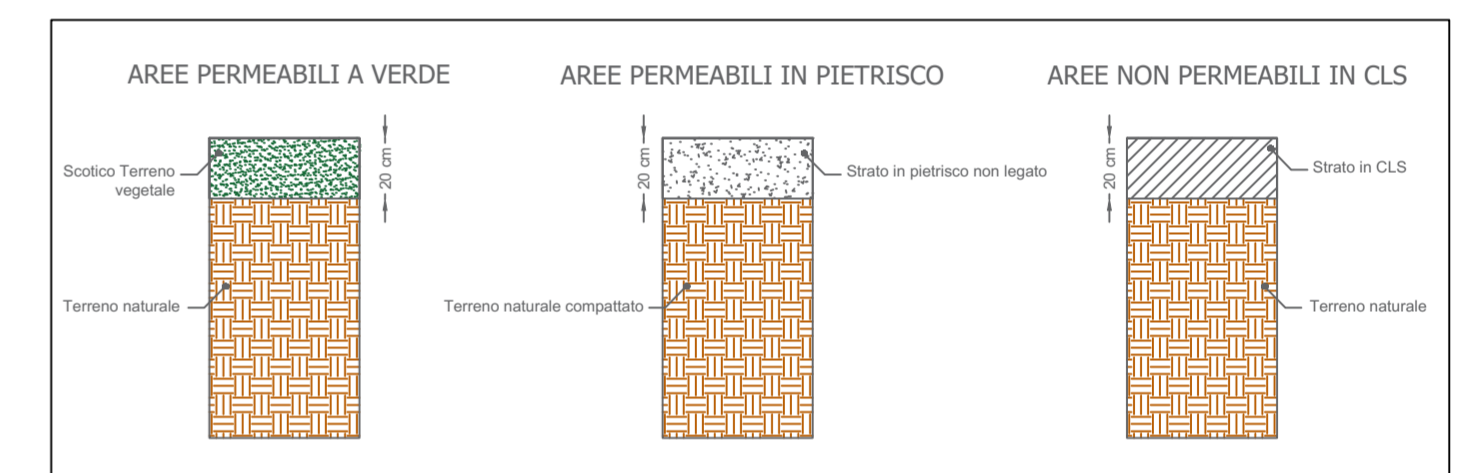 AREE PERMEABILI A VERDE
Scotico Terreno
vegetale
20 cm
Terreno naturale
AREE PERMEABILI IN PIETRISCO
20 cm
Strato in pietrisco non legato
Terreno naturale compattato
AREE NON PERMEABILI IN CLS
20 cm
Strato in CLS
Terreno naturale